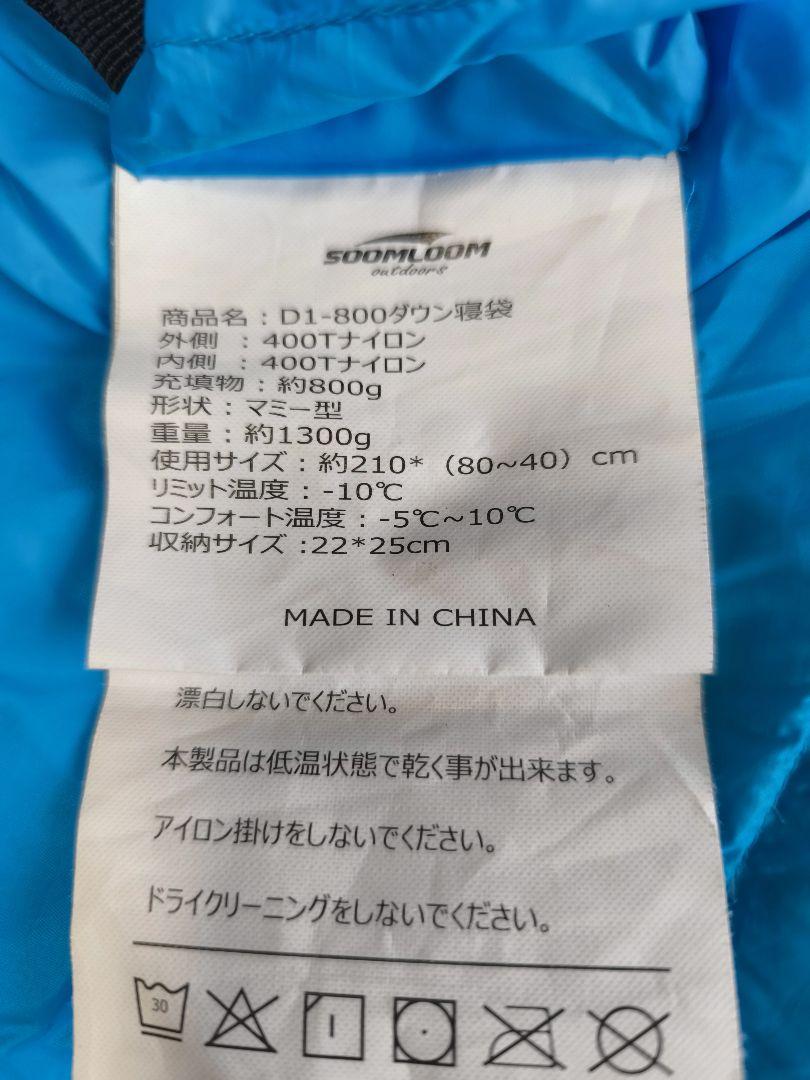 SOOMLOOM
outdoors
商品名：D1-800ダウン寝袋
外側 ：400Tナイロン
内側 ：400Tナイロン
充填物：約800g
形状：マミー型
重量：約1300g
使用サイズ：約210*（80~40）cm
リミット温度：-10℃
コンフォート温度：-5℃~10℃
収納サイズ:22*25cm
MADE IN CHINA
漂白しないでください。
本製品は低温状態で乾く事が出来ます。
アイロン掛けをしないでください。
ドライクリーニングをしないでください。
30